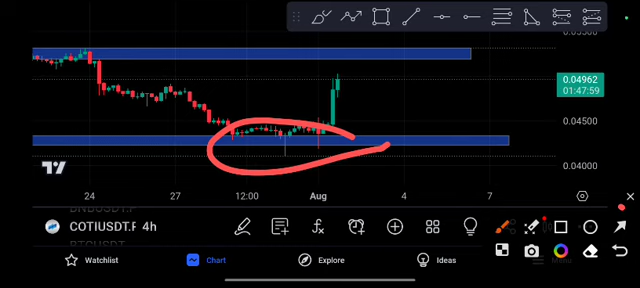 0.04962
01:47:59
0.04500
0.04000
24 27 12:00 Aug 4 7
COTIUSDT.P 4h
Watchlist Chart Explore Ideas